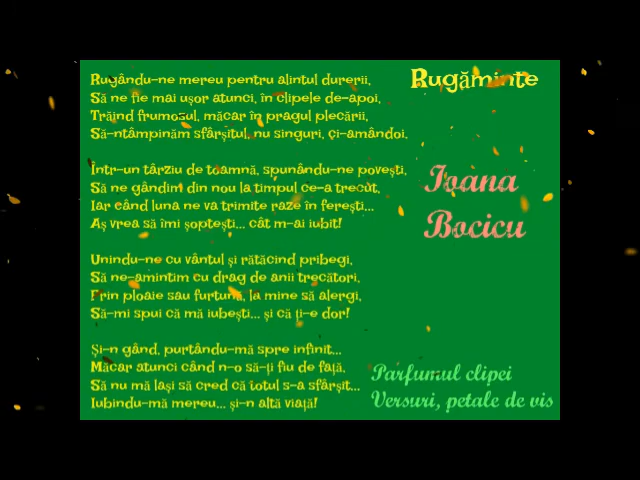 Rugăminte
Rugându-ne mereu pentru alintul durerii,
Să ne fie mai ușor atunci, în clipele de-apoi,
Trăind frumosul, măcar în pragul plecării,
Să-ntâmpinăm sfârșitul, nu singuri, ci-amândoi.
Într-un târziu de toamnă, spunându-ne povești,
Să ne gândim din nou la timpul ce-a trecut,
Iar când luna ne va trimite raze în ferești...
Aș vrea să îmi șoptești... cât m-ai iubit!
Unindu-ne cu vântul și rătăcind pribegi,
Să ne-amintim cu drag de anii trecători,
Prin ploaie sau furtună, la mine să alergi,
Să-mi spui că mă iubești... și că ți-e dor!
Și-n gând, purtându-mă spre infinit...
Măcar atunci când n-o să-ți fiu de față,
Să nu mă lași să cred că totul s-a sfârșit...
Iubindu-mă mereu... și-n altă viață!
Ioana
Bocicu
Parfumul clipei
Versuri, petale de vis